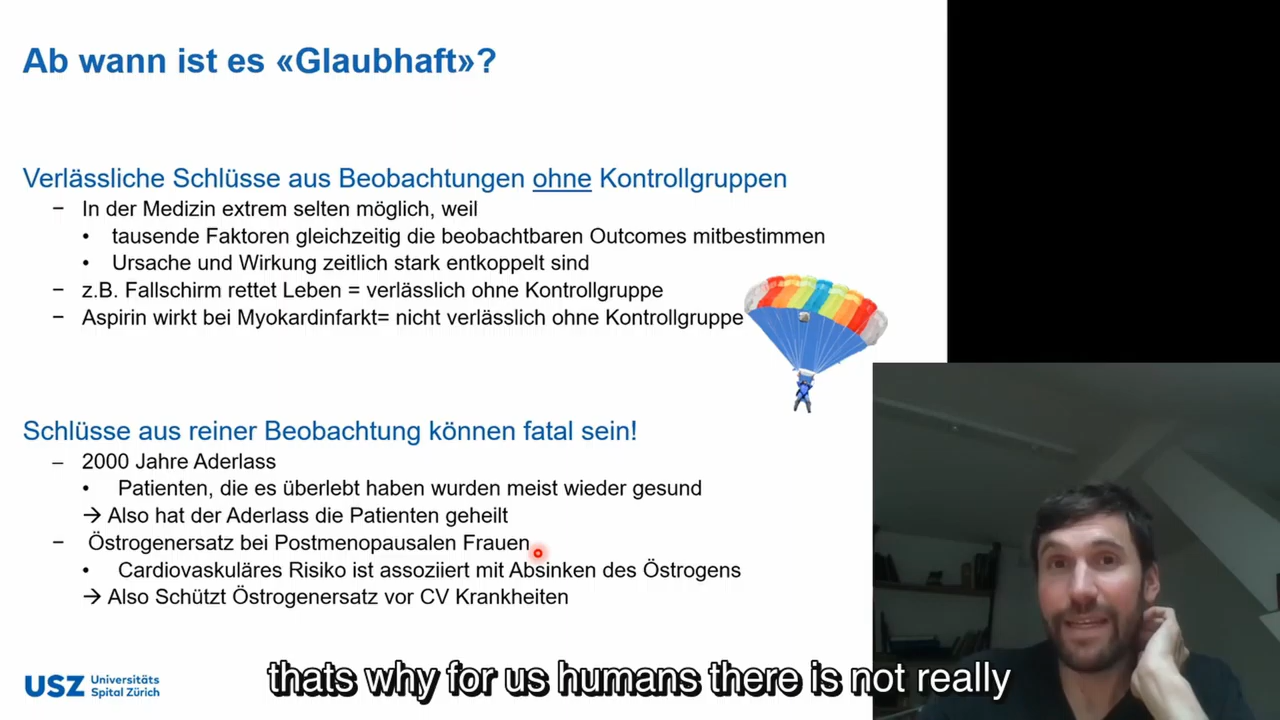 Ab wann ist es «Glaubhaft»?
Verlässliche Schlüsse aus Beobachtungen ohne Kontrollgruppen
− In der Medizin extrem selten möglich, weil
• tausende Faktoren gleichzeitig die beobachtbaren Outcomes mitbestimmen
• Ursache und Wirkung zeitlich stark entkoppelt sind
− z.B. Fallschirm rettet Leben = verlässlich ohne Kontrollgruppe
− Aspirin wirkt bei Myokardinfarkt= nicht verlässlich ohne Kontrollgruppe
Schlüsse aus reiner Beobachtung können fatal sein!
– 2000 Jahre Aderlass
• Patienten, die es überlebt haben wurden meist wieder gesund
→ Also hat der Aderlass die Patienten geheilt
− Östrogenersatz bei Postmenopausalen Frauen
• Cardiovaskuläres Risiko ist assoziiert mit Absinken des Östrogens
→ Also Schützt Östrogenersatz vor CV Krankheiten
USZ Universitäts
Spital Zürich
thats why for us humans there is not really